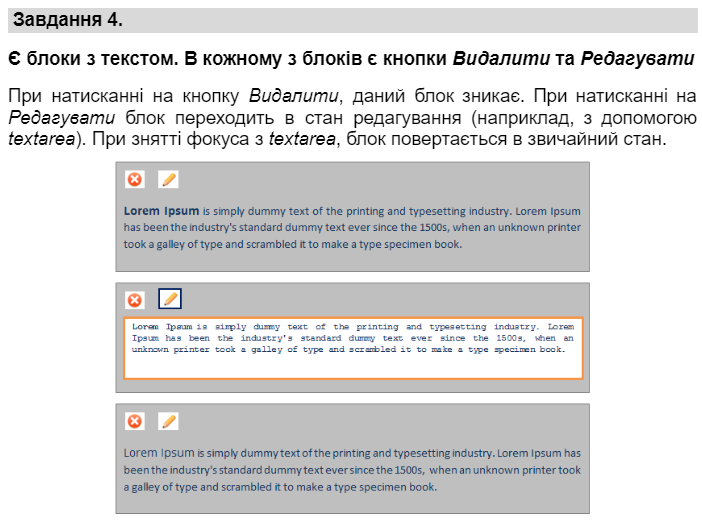 Завдання 4.
Є блоки з текстом. В кожному з блоків є кнопки Видалити та Редагувати
При натисканні на кнопку Видалити, даний блок зникає. При натисканні на
Редагувати блок переходить в стан редагування (наприклад, з допомогою
textarea). При знятті фокуса з textarea, блок повертається в звичайний стан.
Lorem Ipsum is simply dummy text of the printing and typesetting industry. Lorem Ipsum
has been the industry's standard dummy text ever since the 1500s, when an unknown printer
took a galley of type and scrambled it to make a type specimen book.
Lorem Ipsum is simply dummy text of the printing and typesetting industry. Lorem
Ipsum has been the industry's standard dummy text ever since the 1500s, when an
unknown printer took a galley of type and scrambled it to make a type specimen book.
Lorem Ipsum is simply dummy text of the printing and typesetting industry. Lorem Ipsum has
been the industry's standard dummy text ever since the 1500s, when an unknown printer took
a galley of type and scrambled it to make a type specimen book.